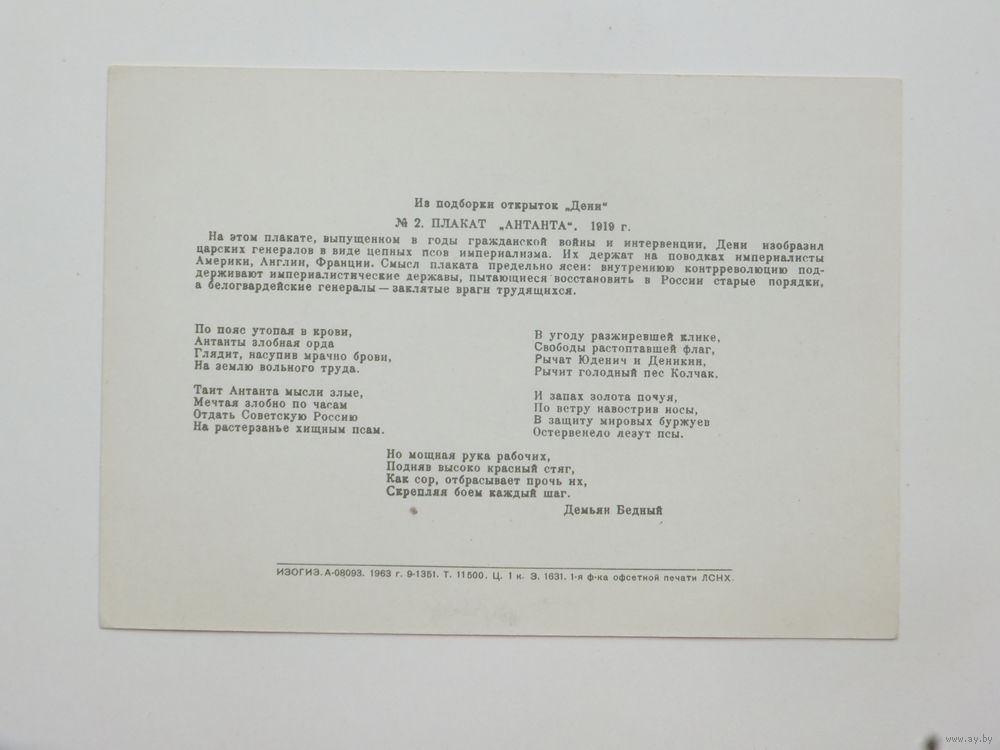 Из подборки открыток „Дени“
№ 2. ПЛАКАТ „АНТАНТА“. 1919 г.
На этом плакате, выпущенном в годы гражданской войны и интервенции, Дени изобразил
царских генералов в виде цепных псов империализма. Их держат на поводках империалисты
Америки, Англии, Франции. Смысл плаката предельно ясен: внутреннюю контрреволюцию под-
держивают империалистические державы, пытающиеся восстановить в России старые порядки,
а белогвардейские генералы — заклятые враги трудящихся.
По пояс утопая в крови,
Антанты злобная орда
Глядит, насупив мрачно брови,
На землю вольного труда.
Таит Антанта мысли злые,
Мечтая злобно по часам
Отдать Советскую Россию
На растерзанье хищным псам.
В угоду разжиревшей клике,
Свободы растоптавшей флаг,
Рычат Юденич и Деникин,
Рычит голодный пес Колчак.
И запах золота почуя,
По ветру навострив носы,
В защиту мировых буржуев
Остервенело лезут псы.
Но мощная рука рабочих,
Подняв высоко красный стяг,
Как сор, отбрасывает прочь их,
Скрепляя боем каждый шаг.
Демьян Бедный
ИЗОГИЗ. А-08093. 1963 г. 9-1351. Т. 11500. Ц. 1 к. З. 1631. 1-я ф-ка офсетной печати ЛСНХ.
www.ay.by